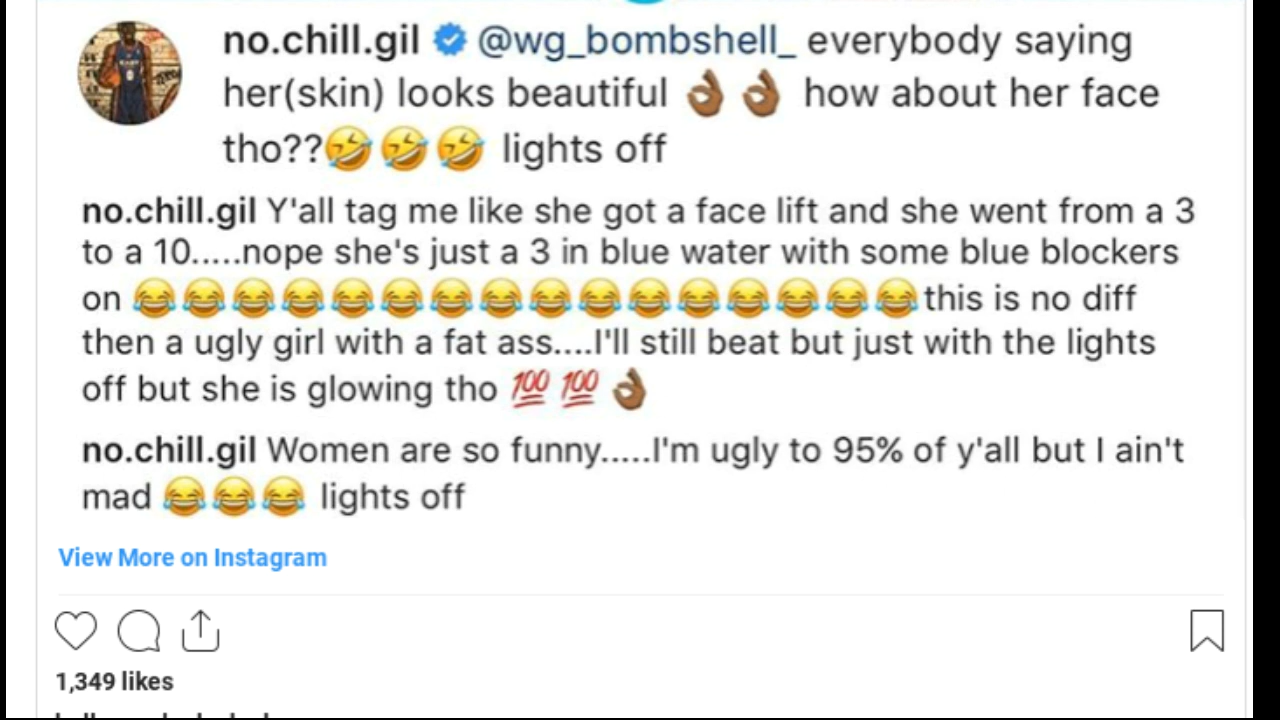 no.chill.gil @wg_bombshell_ everybody saying
her(skin) looks beautiful 👌🏾👌🏾 how about her face
tho??🤣🤣🤣 lights off
no.chill.gil Y'all tag me like she got a face lift and she went from a 3
to a 10.....nope she's just a 3 in blue water with some blue blockers
on 😂😂😂😂😂😂😂😂😂😂😂😂😂😂😂😂this is no diff
then a ugly girl with a fat ass....I'll still beat but just with the lights
off but she is glowing tho 💯💯👌🏾
no.chill.gil Women are so funny.....I'm ugly to 95% of y'all but I ain't
mad 😂😂😂 lights off
View More on Instagram
1,349 likes